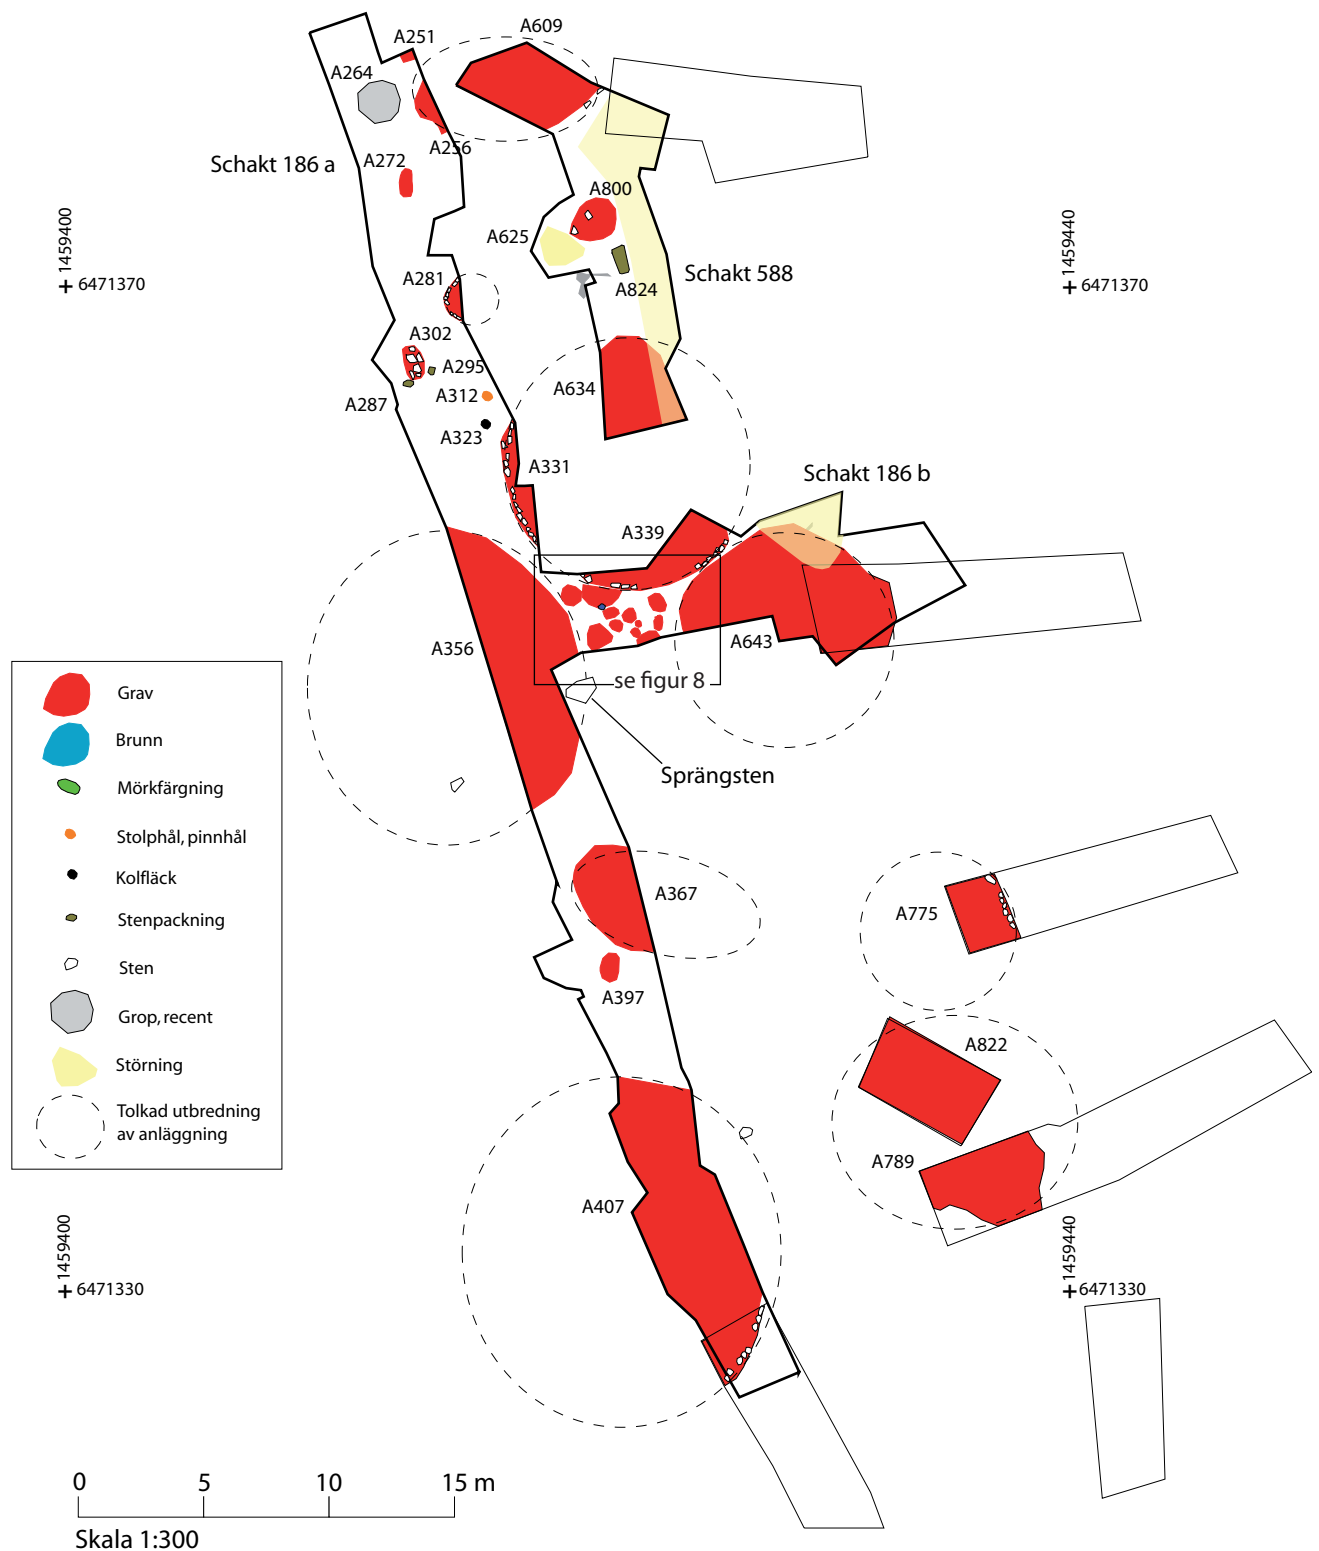 A609
A251
A264
A256
Schakt 186 a
A272
A800
A625
1459400
6471370
1459440
6471370
A281
Schakt 588
A824
A302
A295
A287
A312
A634
A323
A331
Schakt 186 b
A339
A356
A643
se figur 8
Sprängsten
Grav
Brunn
Mörkfärgning
Stolphål, pinnhål
Kolfläck
Stenpackning
Sten
Grop, recent
Störning
Tolkad utbredning
av anläggning
A367
A775
A397
A822
A789
A407
1459400
6471330
1459440
6471330
0 5 10 15 m
Skala 1:300